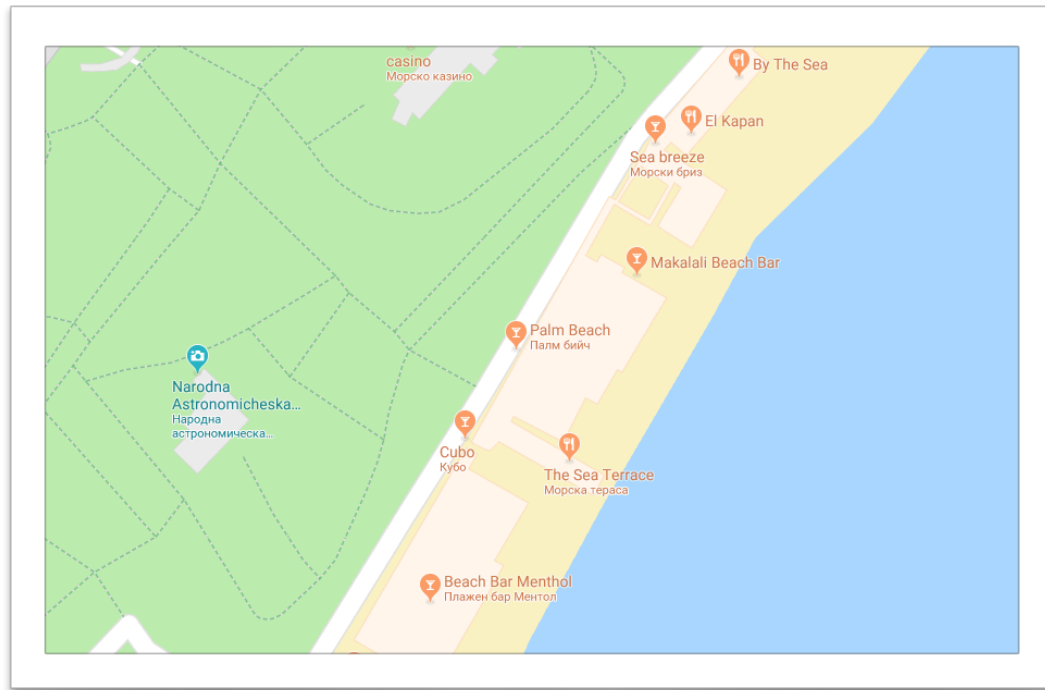 casino
Морско казино
By The Sea
El Kapan
Sea breeze
Морски бриз
Makalali Beach Bar
Palm Beach
Палм бийч
Narodna
Astronomicheska...
Народна
астрономическа...
Cubo
Кубо
The Sea Terrace
Морска тераса
Beach Bar Menthol
Плажен бар Ментол